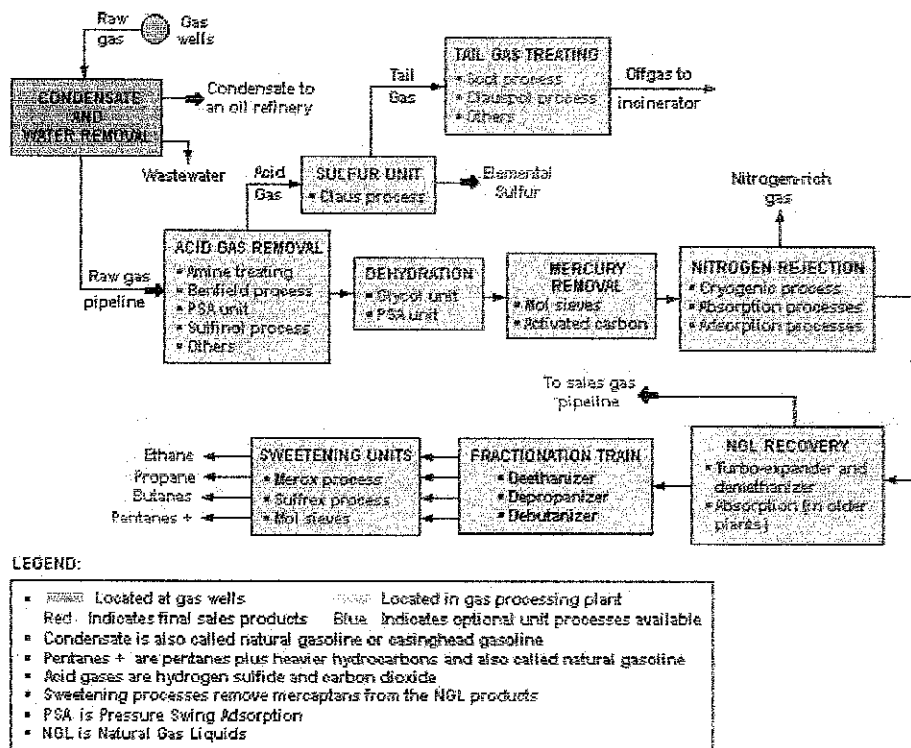 Raw
gas
Gas
wells
CONDENSATE
AND
WATER REMOVAL
Condensate to
an oil refinery
Wastewater
Tail
Gas
TAIL GAS TREATING
▪ Scot process
▪ Clauspol process
▪ Others
Offgas to
incinerator
Acid
Gas
SULFUR UNIT
▪ Claus process
Elemental
Sulfur
Nitrogen-rich
gas
Raw gas
pipeline
ACID GAS REMOVAL
▪ Amine treating
▪ Benfield process
▪ PSA unit
▪ Sulfinol process
▪ Others
DEHYDRATION
▪ Glycol unit
▪ PSA unit
MERCURY
REMOVAL
▪ Mol sieves
▪ Activated carbon
NITROGEN REJECTION
▪ Cryogenic process
▪ Absorption processes
▪ Adsorption processes
To sales gas
pipeline
NGL RECOVERY
▪ Turbo-expander and
demethanizer
▪ Absorption (in older
plants)
FRACTIONATION TRAIN
▪ Deethanizer
▪ Depropanizer
▪ Debutanizer
SWEETENING UNITS
▪ Merox process
▪ Sulfrex process
▪ Mol sieves
Ethane
Propane
Butanes
Pentanes +
LEGEND:
▪ Located at gas wells Located in gas processing plant
Red Indicates final sales products Blue Indicates optional unit processes available
▪ Condensate is also called natural gasoline or casinghead gasoline
▪ Pentanes + are pentanes plus heavier hydrocarbons and also called natural gasoline
▪ Acid gases are hydrogen sulfide and carbon dioxide
▪ Sweetening processes remove mercaptans from the NGL products
▪ PSA is Pressure Swing Adsorption
▪ NGL is Natural Gas Liquids